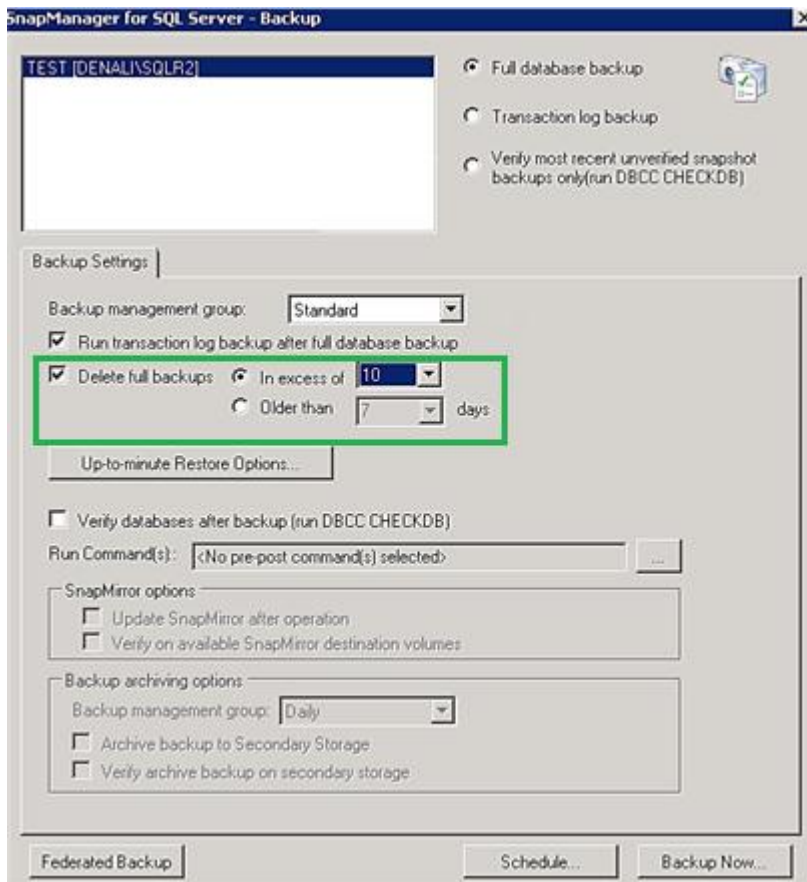 SnapManager for SQL Server - Backup
TEST [DENALI\SQLR2]
Full database backup
Transaction log backup
Verify most recent unverified snapshot
backups only(run DBCC CHECKDB)
Backup Settings
Backup management group: Standard
Run transaction log backup after full database backup
Delete full backups In excess of 10
Older than 7 days
Up-to-minute Restore Options...
Verify databases after backup (run DBCC CHECKDB)
Run Command(s): <No pre-post command(s) selected> ...
SnapMirror options
Update SnapMirror after operation
Verify on available SnapMirror destination volumes
Backup archiving options
Backup management group: Daily
Archive backup to Secondary Storage
Verify archive backup on secondary storage
Federated Backup Schedule... Backup Now...